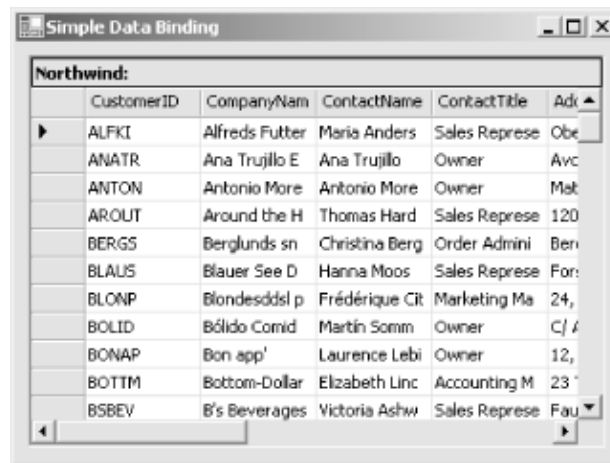 Simple Data Binding
Northwind:
CustomerID CompanyNam ContactName ContactTitle Adc
ALFKI Alfreds Futter Maria Anders Sales Represe Obe
ANATR Ana Trujillo E Ana Trujillo Owner Avc
ANTON Antonio More Antonio More Owner Mat
AROUT Around the H Thomas Hard Sales Represe 120
BERGS Berglunds sn Christina Berg Order Admini Ber
BLAUS Blauer See D Hanna Moos Sales Represe For
BLONP Blondesddsl p Frédérique Cit Marketing Ma 24,
BOLID Bólido Comid Martín Somm Owner C/
BONAP Bon app' Laurence Lebi Owner 12,
BOTTM Bottom-Dollar Elizabeth Linc Accounting M 23
BSBEV B's Beverages Victoria Ashw Sales Represe Fau